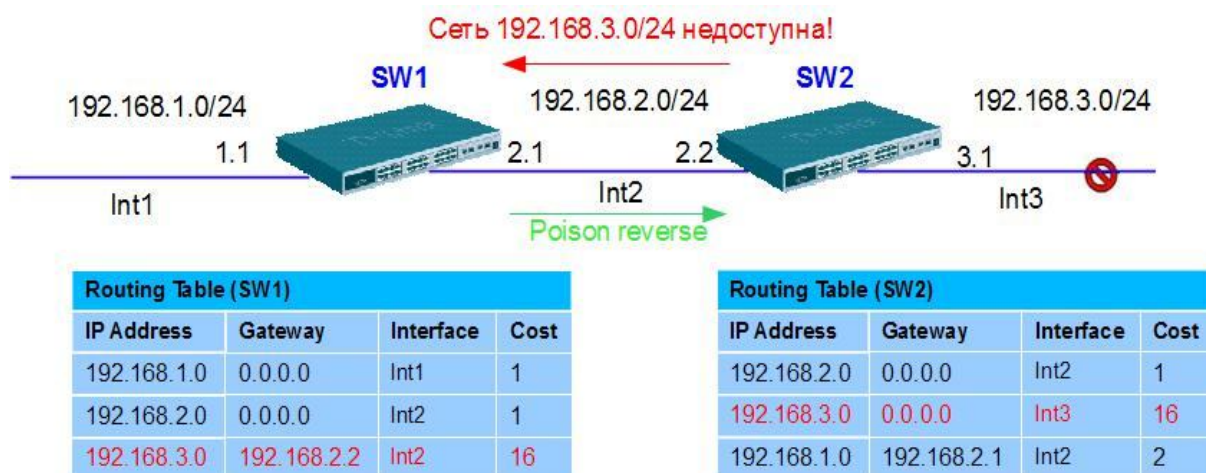 Сеть 192.168.3.0/24 недоступна!
SW1
SW2
192.168.1.0/24
192.168.2.0/24
192.168.3.0/24
1.1
2.1
2.2
3.1
Int1
Int2
Int3
Poison reverse
Routing Table (SW1)
IP Address Gateway Interface Cost
192.168.1.0 0.0.0.0 Int1 1
192.168.2.0 0.0.0.0 Int2 1
192.168.3.0 192.168.2.2 Int2 16
Routing Table (SW2)
IP Address Gateway Interface Cost
192.168.2.0 0.0.0.0 Int2 1
192.168.3.0 0.0.0.0 Int3 16
192.168.1.0 192.168.2.1 Int2 2